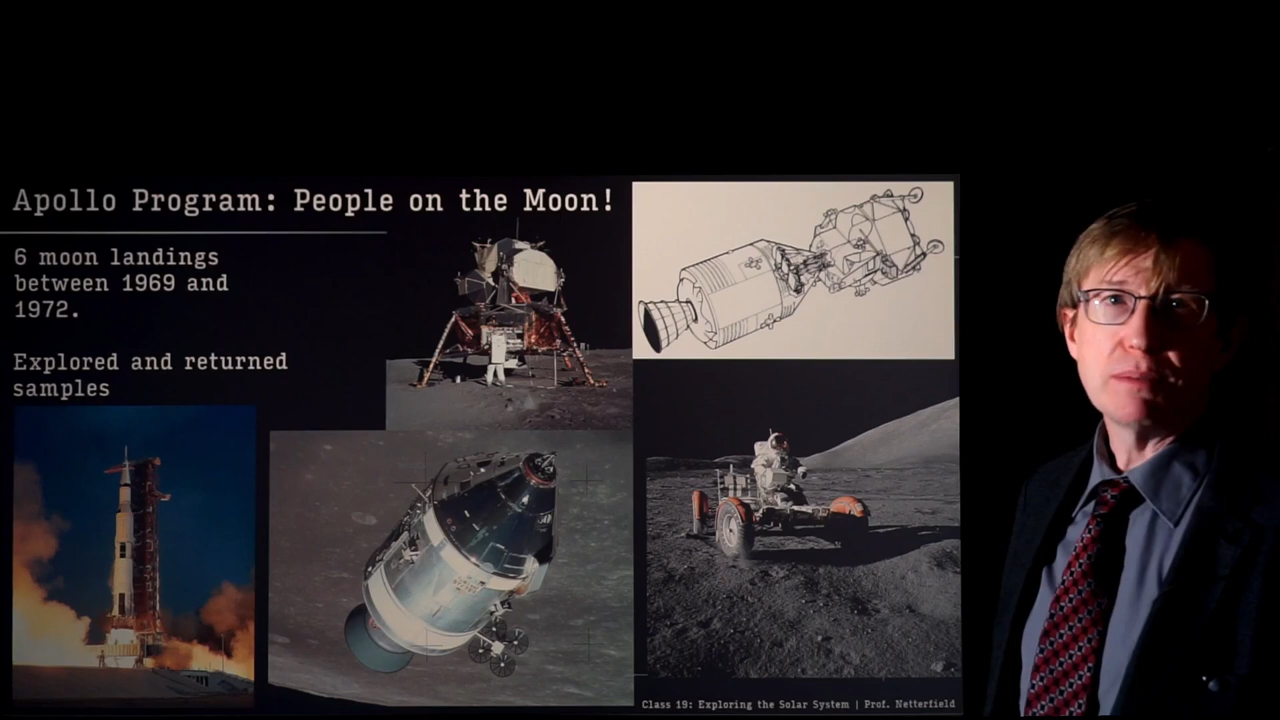 Apollo Program: People on the Moon!
6 moon landings
between 1969 and
1972.
Explored and returned
samples
Class 19: Exploring the Solar System | Prof. Netterfield